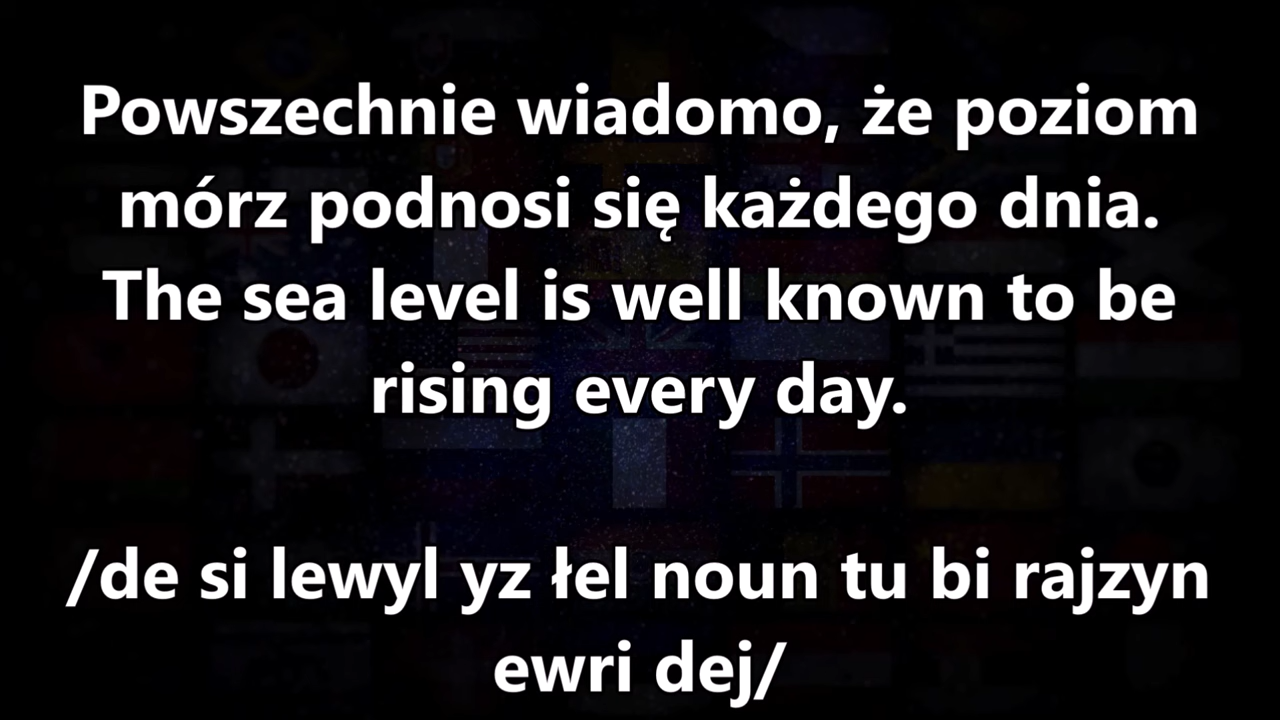 Powszechnie wiadomo, że poziom
mórz podnosi się każdego dnia.
The sea level is well known to be
rising every day.
/de si lewyl yz łel noun tu bi rajzyn
ewri dej/